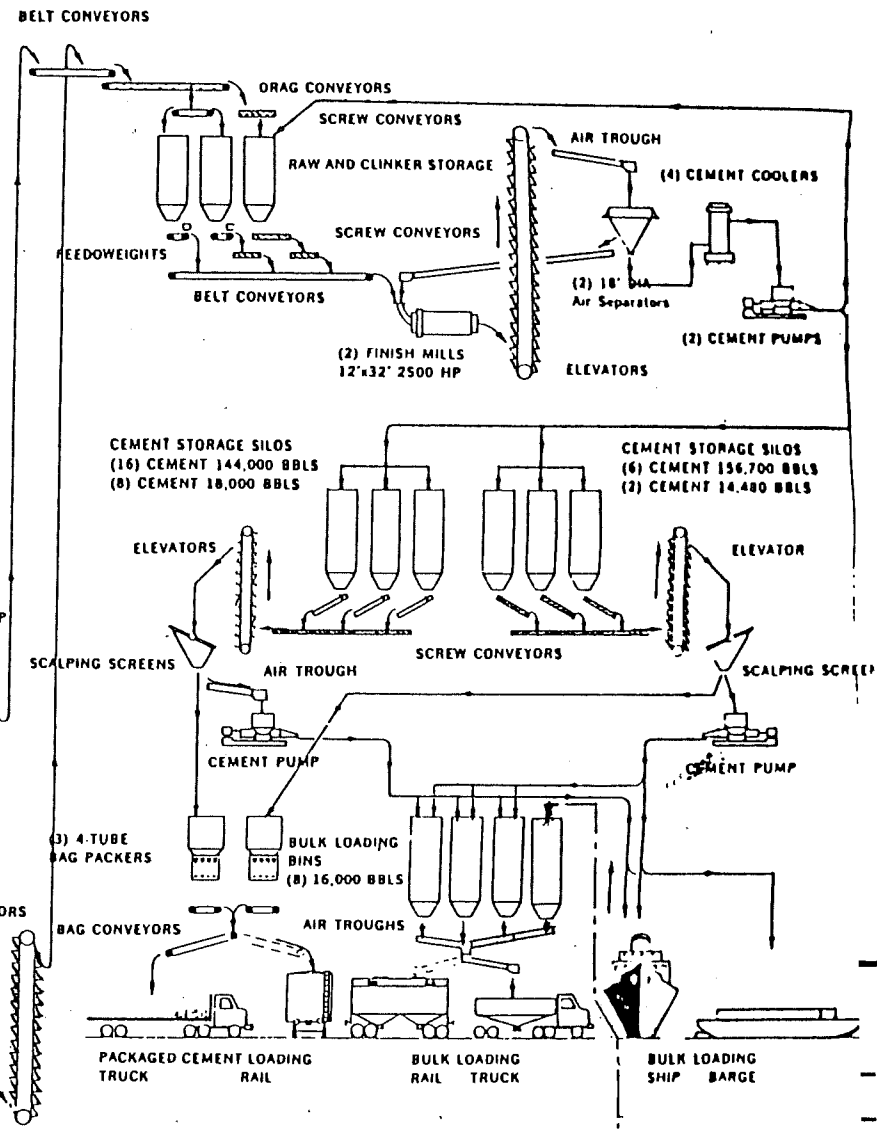 BELT CONVEYORS
DRAG CONVEYORS
SCREW CONVEYORS
AIR TROUGH
RAW AND CLINKER STORAGE
(4) CEMENT COOLERS
D C
SCREW CONVEYORS
FEEDOWEIGHTS
BELT CONVEYORS
(2) 18' DIA
Air Separators
(2) FINISH MILLS
12'x32' 2500 HP
(2) CEMENT PUMPS
ELEVATORS
CEMENT STORAGE SILOS
(16) CEMENT 144,000 BBLS
(8) CEMENT 18,000 BBLS
CEMENT STORAGE SILOS
(6) CEMENT 156,700 BBLS
(2) CEMENT 14,480 BBLS
ELEVATORS
ELEVATOR
P
SCREW CONVEYORS
SCALPING SCREENS
AIR TROUGH
SCALPING SCREEN
CEMENT PUMP
CEMENT PUMP
(3) 4-TUBE
BAG PACKERS
BULK LOADING
BINS
(8) 16,000 BBLS
ORS
BAG CONVEYORS
AIR TROUGHS
PACKAGED CEMENT LOADING
TRUCK RAIL
BULK LOADING
RAIL TRUCK
BULK LOADING
SHIP BARGE